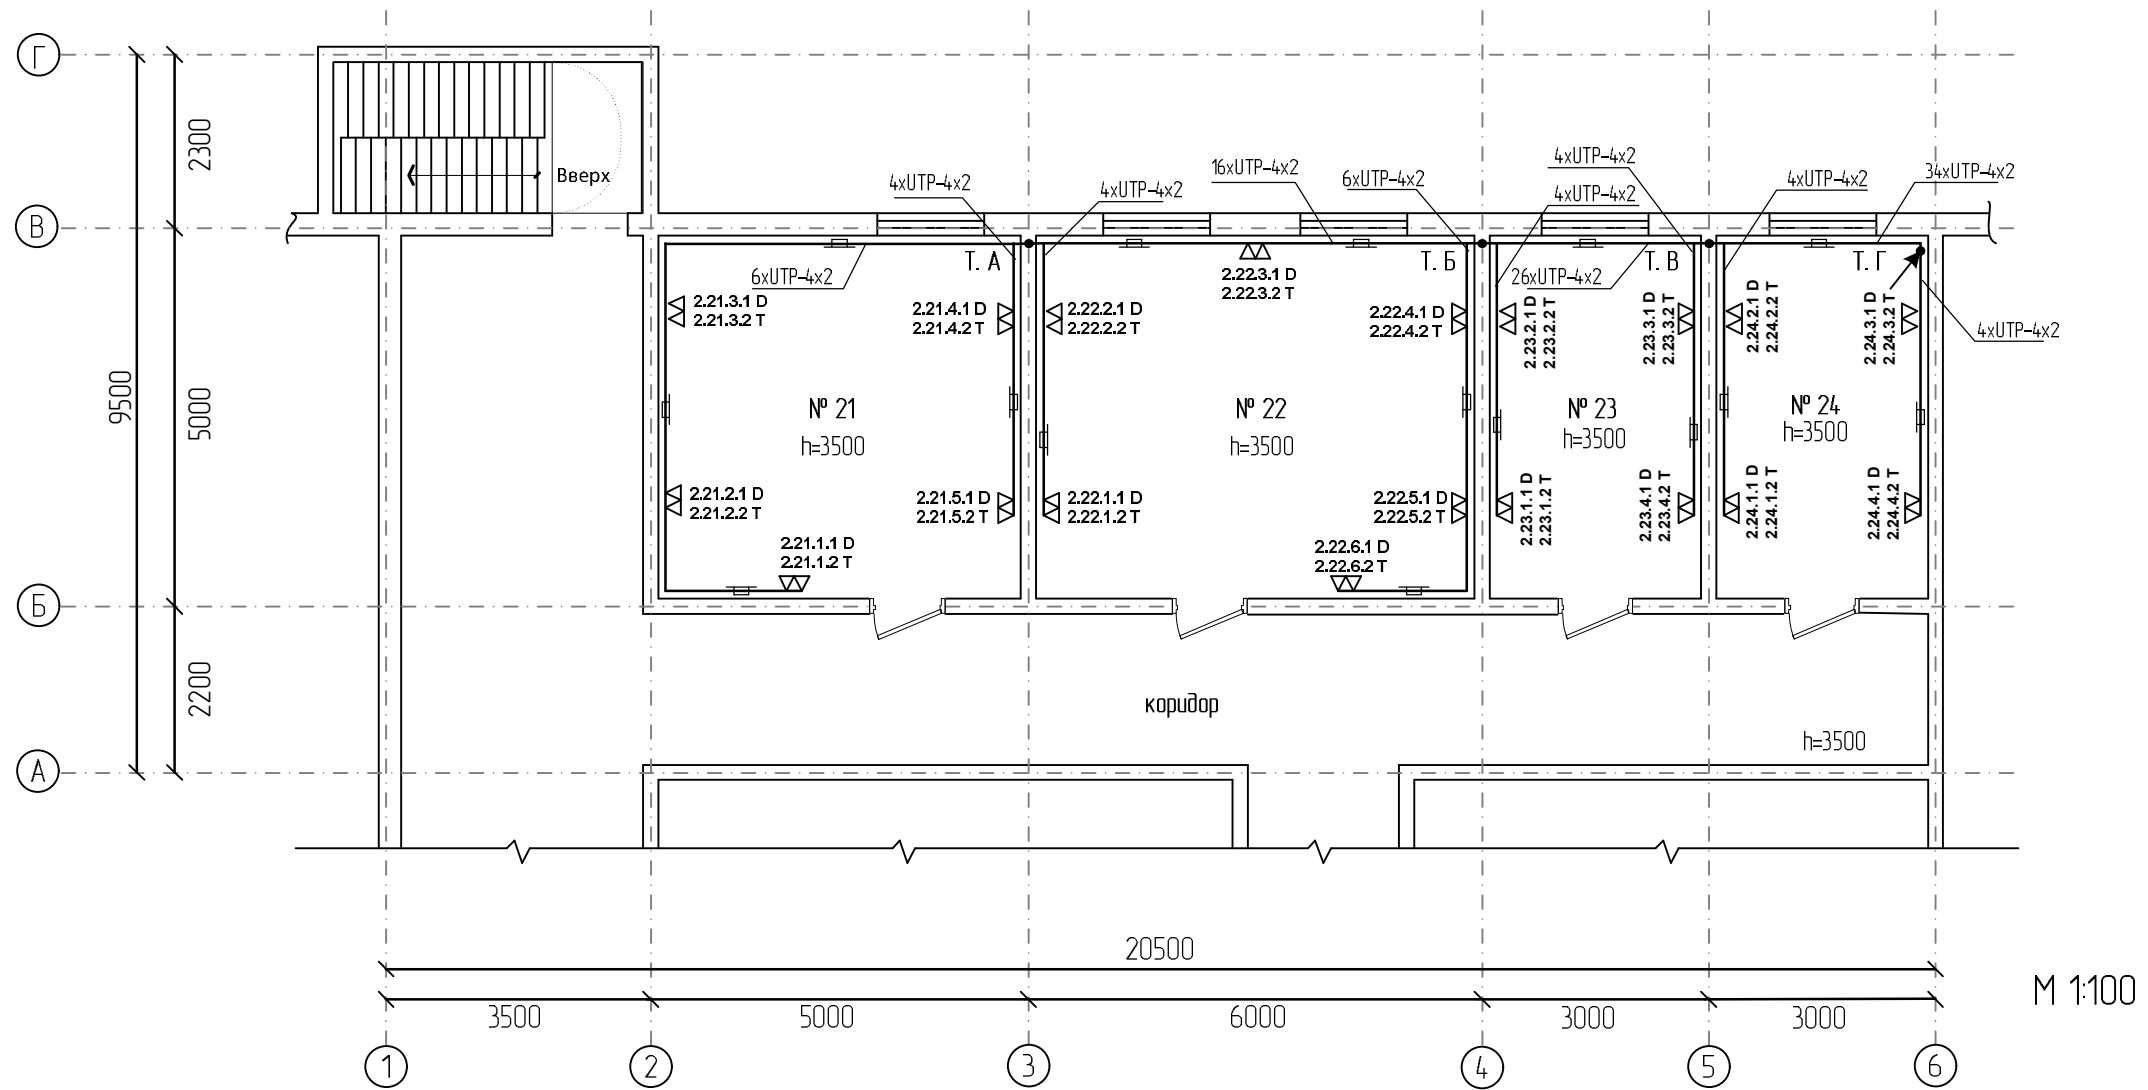 Г
2300
Вверх
4xUTP-4x2
4xUTP-4x2
16xUTP-4x2
6xUTP-4x2
4xUTP-4x2
4xUTP-4x2
4xUTP-4x2
34xUTP-4x2
В
Т. А
Т. Б
Т. В
Т. Г
6xUTP-4x2
26xUTP-4x2
4xUTP-4x2
2.21.3.1 D
2.21.3.2 T
2.21.4.1 D
2.21.4.2 T
2.22.2.1 D
2.22.2.2 T
2.22.3.1 D
2.22.3.2 T
2.22.4.1 D
2.22.4.2 T
2.23.2.1 D
2.23.2.2 T
2.23.3.1 D
2.23.3.2 T
2.24.2.1 D
2.24.2.2 T
2.24.3.1 D
2.24.3.2 T
9500
5000
№ 21
h=3500
№ 22
h=3500
№ 23
h=3500
№ 24
h=3500
2.21.2.1 D
2.21.2.2 T
2.21.5.1 D
2.21.5.2 T
2.22.1.1 D
2.22.1.2 T
2.22.5.1 D
2.22.5.2 T
2.23.1.1 D
2.23.1.2 T
2.23.4.1 D
2.23.4.2 T
2.24.1.1 D
2.24.1.2 T
2.24.4.1 D
2.24.4.2 T
2.21.1.1 D
2.21.1.2 T
2.22.6.1 D
2.22.6.2 T
Б
2200
коридор
h=3500
А
20500
М 1:100
3500
5000
6000
3000
3000
1
2
3
4
5
6